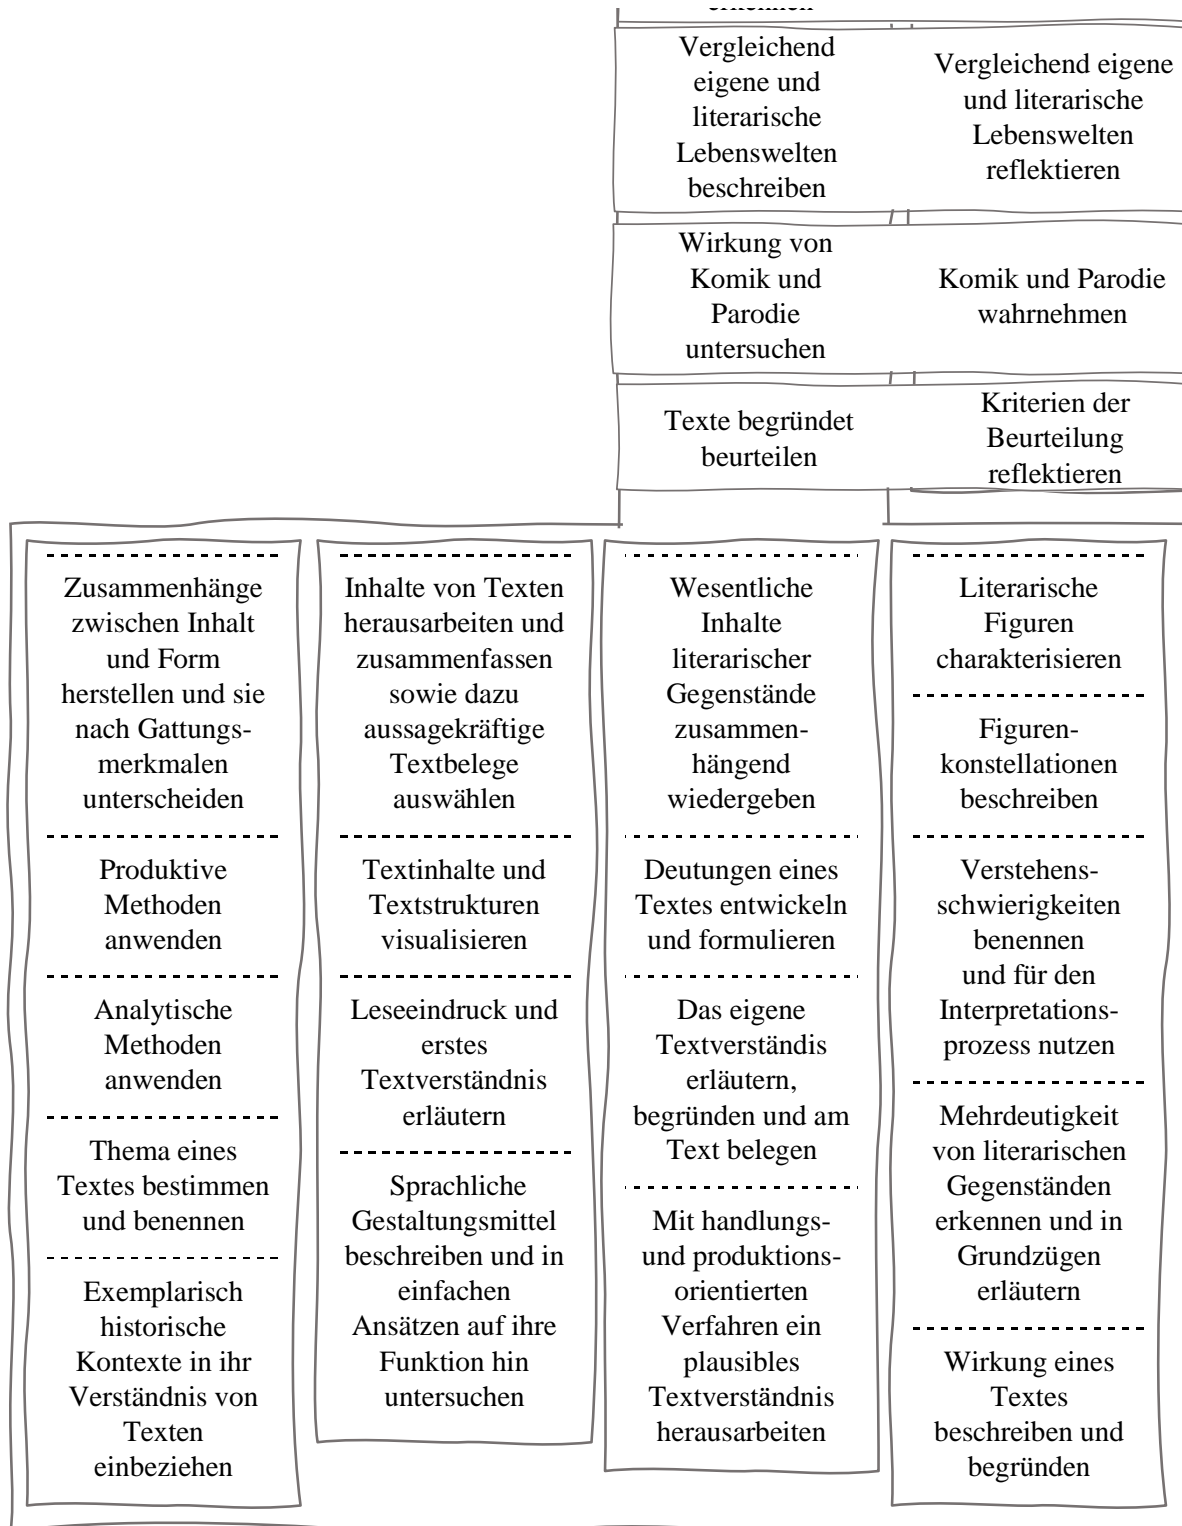 Vergleichend
eigene und
literarische
Lebenswelten
beschreiben
Vergleichend eigene
und literarische
Lebenswelten
reflektieren
Wirkung von
Komik und
Parodie
untersuchen
Komik und Parodie
wahrnehmen
Texte begründet
beurteilen
Kriterien der
Beurteilung
reflektieren
Zusammenhänge
zwischen Inhalt
und Form
herstellen und sie
nach Gattungs-
merkmalen
unterscheiden
Produktive
Methoden
anwenden
Analytische
Methoden
anwenden
Thema eines
Textes bestimmen
und benennen
Exemplarisch
historische
Kontexte in ihr
Verständnis von
Texten
einbeziehen
Inhalte von Texten
herausarbeiten und
zusammenfassen
sowie dazu
aussagekräftige
Textbelege
auswählen
Textinhalte und
Textstrukturen
visualisieren
Leseeindruck und
erstes
Textverständnis
erläutern
Sprachliche
Gestaltungsmittel
beschreiben und in
einfachen
Ansätzen auf ihre
Funktion hin
untersuchen
Wesentliche
Inhalte
literarischer
Gegenstände
zusammen-
hängend
wiedergeben
Deutungen eines
Textes entwickeln
und formulieren
Das eigene
Textverständis
erläutern,
begründen und am
Text belegen
Mit handlungs-
und produktions-
orientierten
Verfahren ein
plausibles
Textverständnis
herausarbeiten
Literarische
Figuren
charakterisieren
Figuren-
konstellationen
beschreiben
Verstehens-
schwierigkeiten
benennen
und für den
Interpretations-
prozess nutzen
Mehrdeutigkeit
von literarischen
Gegenständen
erkennen und in
Grundzügen
erläutern
Wirkung eines
Textes
beschreiben und
begründen